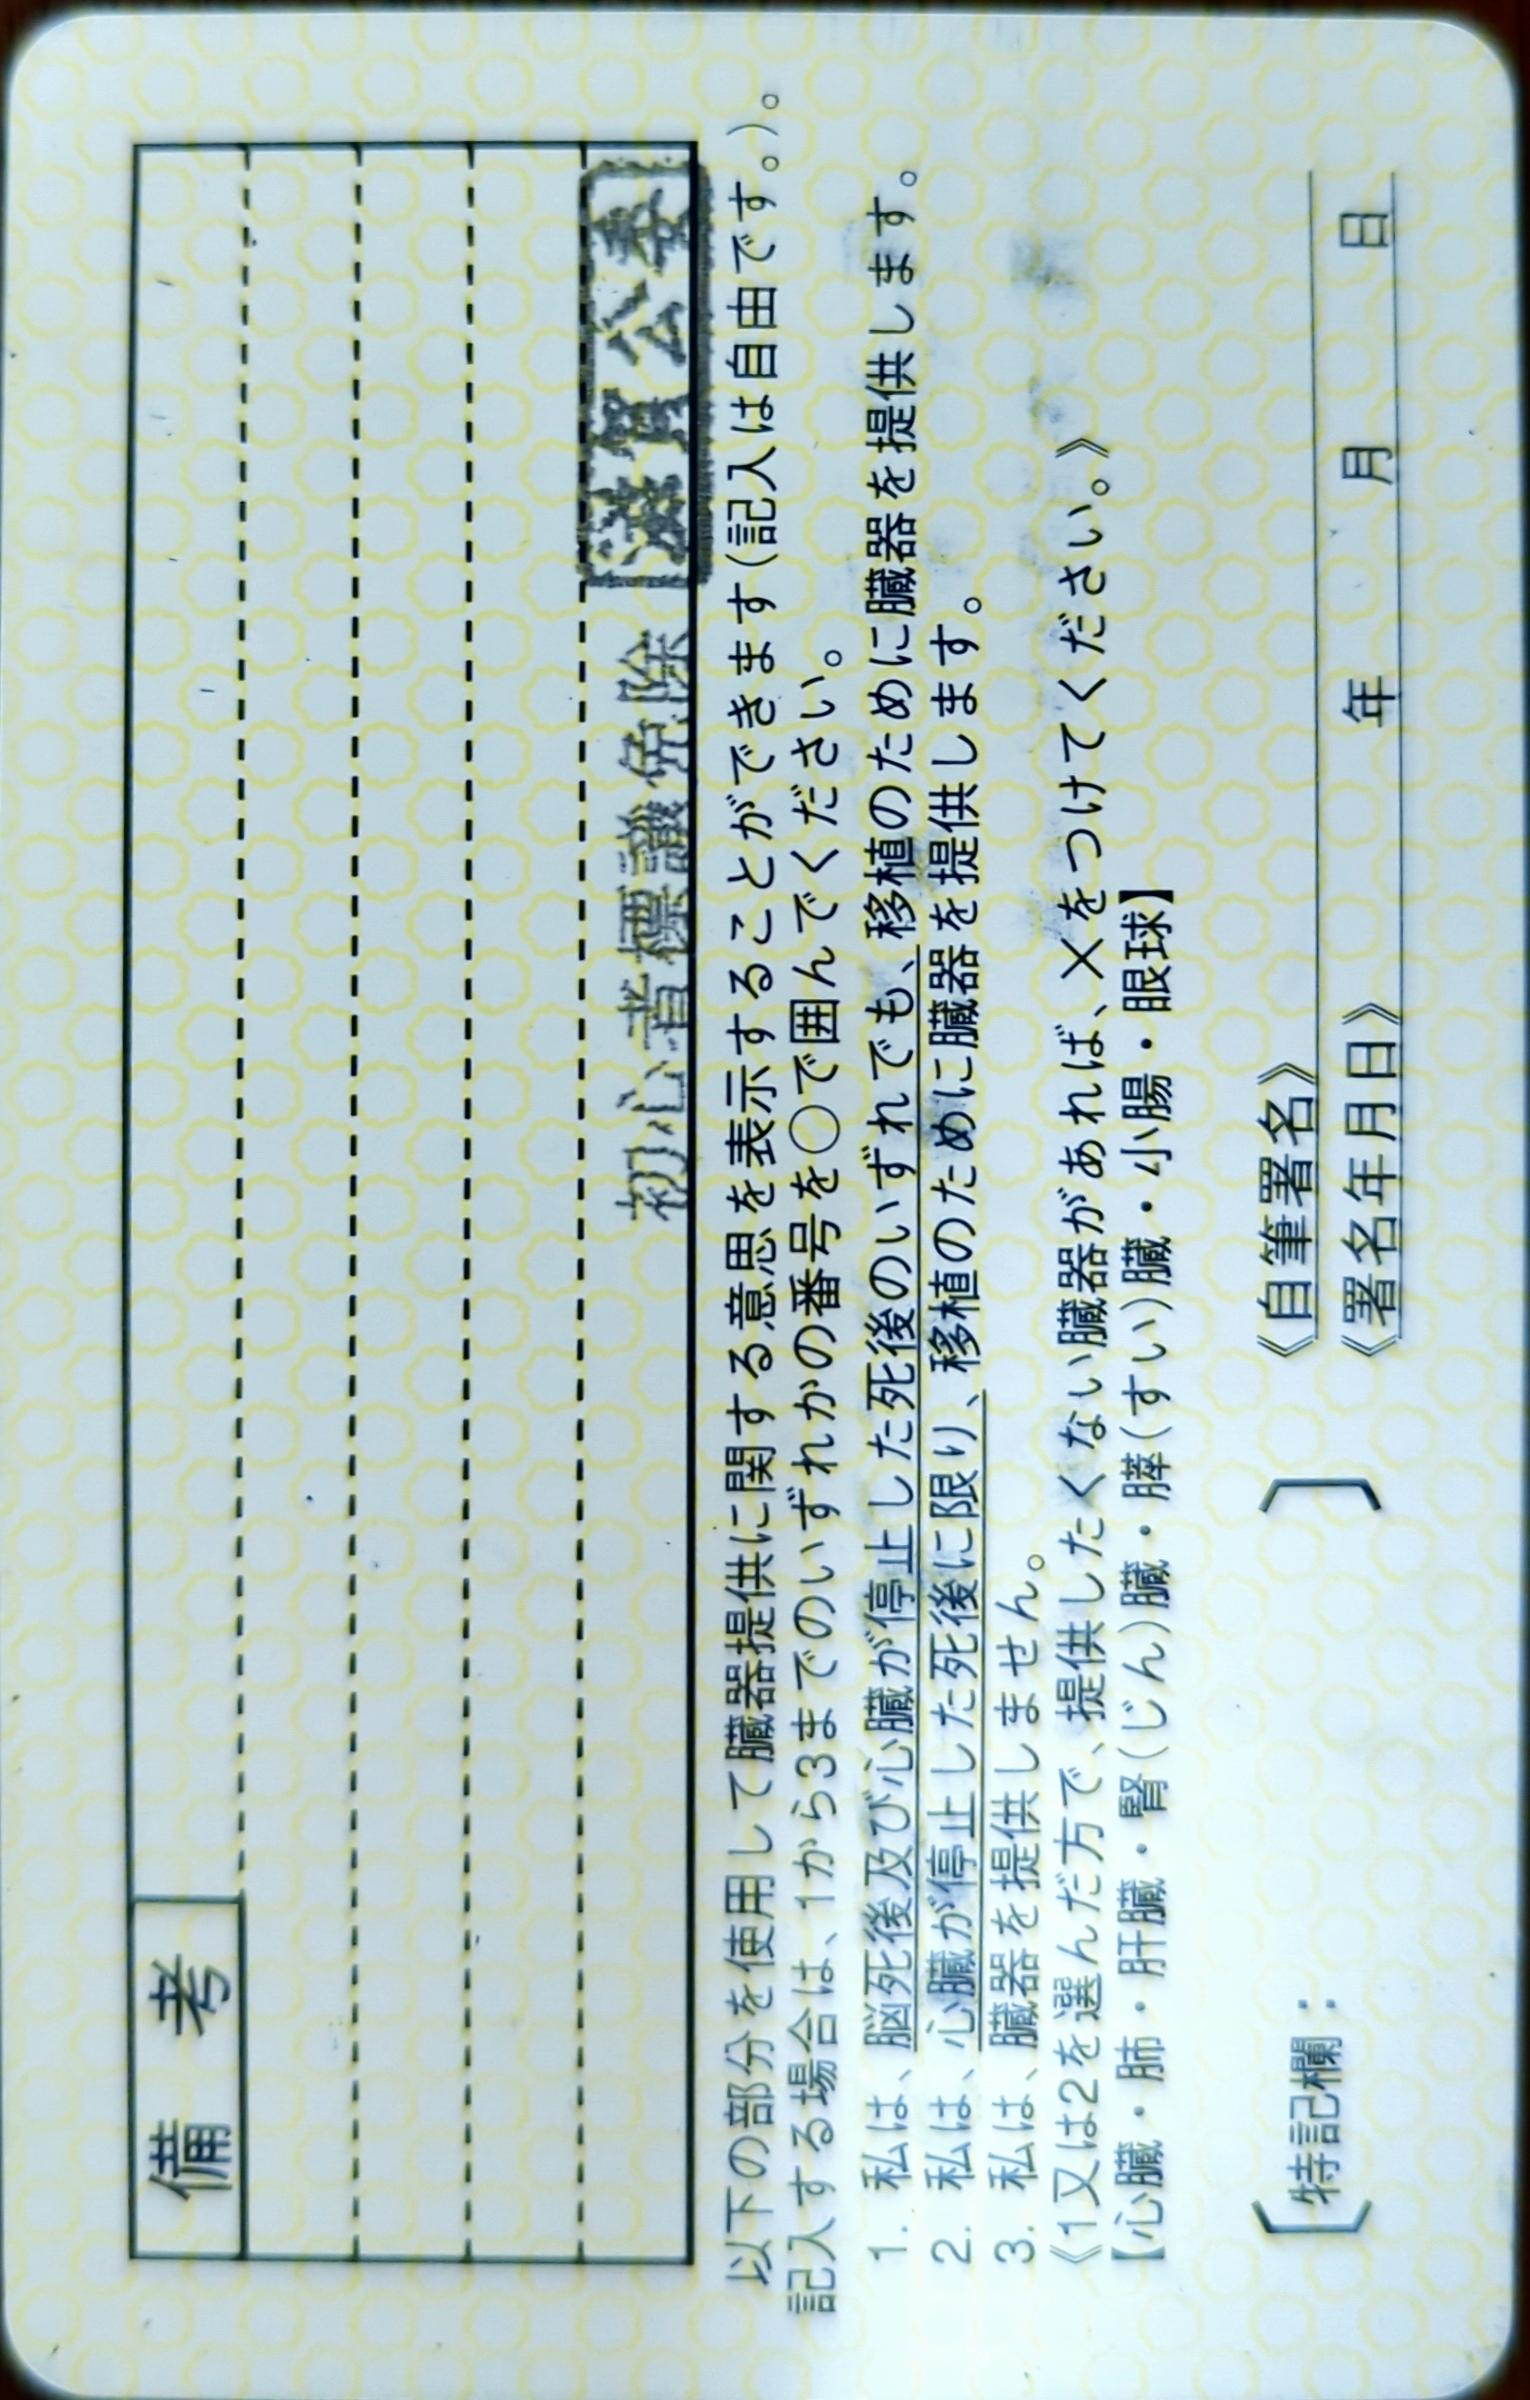 備考
初心者標識免除 滋賀公委
以下の部分を使用して臓器提供に関する意思を表示することができます(記入は自由です。)。
記入する場合は、1から3までのいずれかの番号を○で囲んでください。
1. 私は、脳死後及び心臓が停止した死後のいずれでも、移植のために臓器を提供します。
2. 私は、心臓が停止した死後に限り、移植のために臓器を提供します。
3. 私は、臓器を提供しません。
《1又は2を選んだ方で、提供したくない臓器があれば、×をつけてください。》
【心臓・肺・肝臓・腎(じん)臓・膵(すい)臓・小腸・眼球】
〔特記欄: 〕
《自筆署名》
《署名年月日》 年 月 日